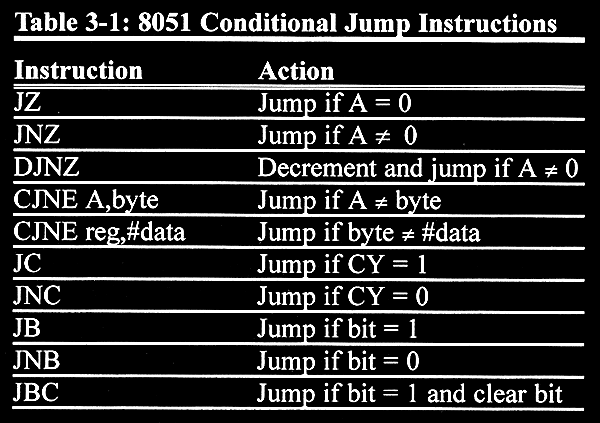 Table 3-1: 8051 Conditional Jump Instructions
Instruction Action
JZ Jump if A = 0
JNZ Jump if A ≠ 0
DJNZ Decrement and jump if A ≠ 0
CJNE A,byte Jump if A ≠ byte
CJNE reg,#data Jump if byte ≠ #data
JC Jump if CY = 1
JNC Jump if CY = 0
JB Jump if bit = 1
JNB Jump if bit = 0
JBC Jump if bit = 1 and clear bit